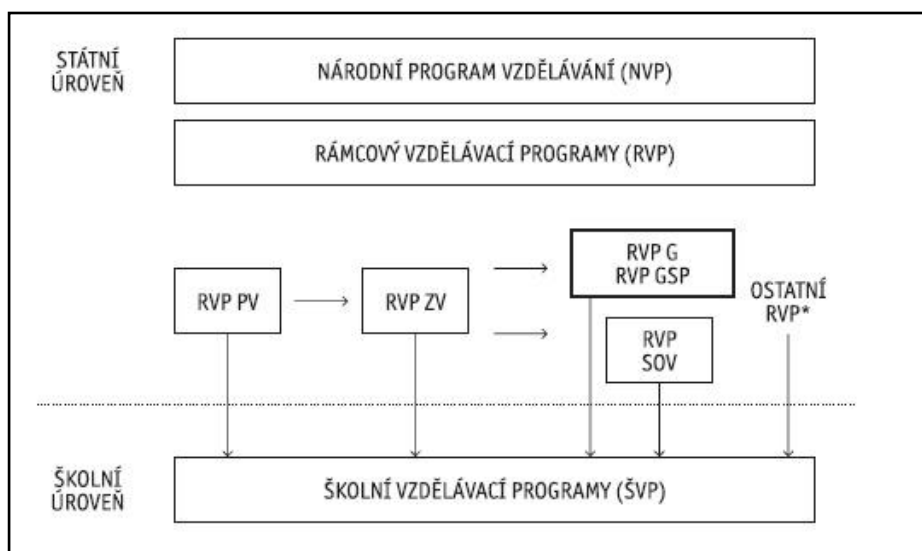 STÁTNÍ
ÚROVEŇ
NÁRODNÍ PROGRAM VZDĚLÁVÁNÍ (NVP)
RÁMCOVÝ VZDĚLÁVACÍ PROGRAMY (RVP)
RVP PV
RVP ZV
RVP G
RVP GSP
RVP
SOV
OSTATNÍ
RVP*
ŠKOLNÍ
ÚROVEŇ
ŠKOLNÍ VZDĚLÁVACÍ PROGRAMY (ŠVP)